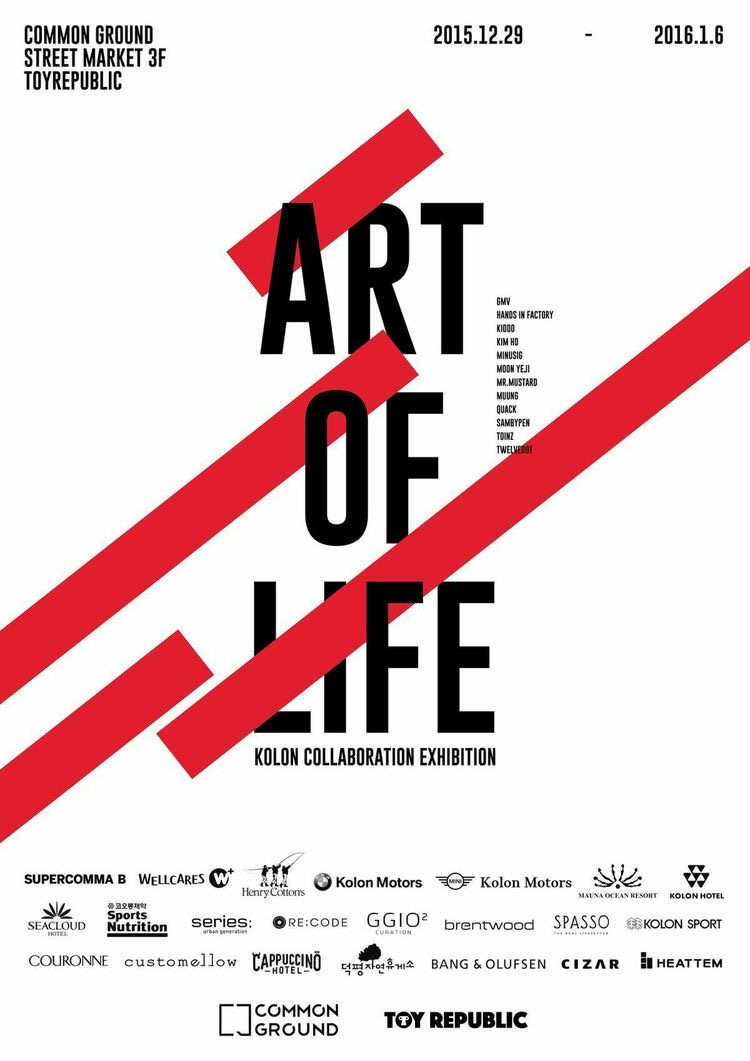 COMMON GROUND
STREET MARKET 3F
TOYREPUBLIC
2015.12.29 - 2016.1.6
ART
OF
LIFE
GMV
HANDS IN FACTORY
KIDDO
KIM HO
MINUSIG
MOON YEJI
MR.MUSTARD
MUUNG
QUACK
SAMBYPEN
TOINZ
TWELVEDOT
KOLON COLLABORATION EXHIBITION
SUPERCOMMA B WELLCARES W+ Henry Cotton's Kolon Motors MINI Kolon Motors MAUNA OCEAN RESORT KOLON HOTEL
SEACLOUD HOTEL 코오롱제약 Sports Nutrition series; urban generation RE:CODE GGIO² CURATION brentwood SPASSO KOLON SPORT
COURONNE customellow CAPPUCCINO HOTEL 덕평자연휴게소 BANG & OLUFSEN CIZAR HEATTEM
COMMON GROUND TOY REPUBLIC